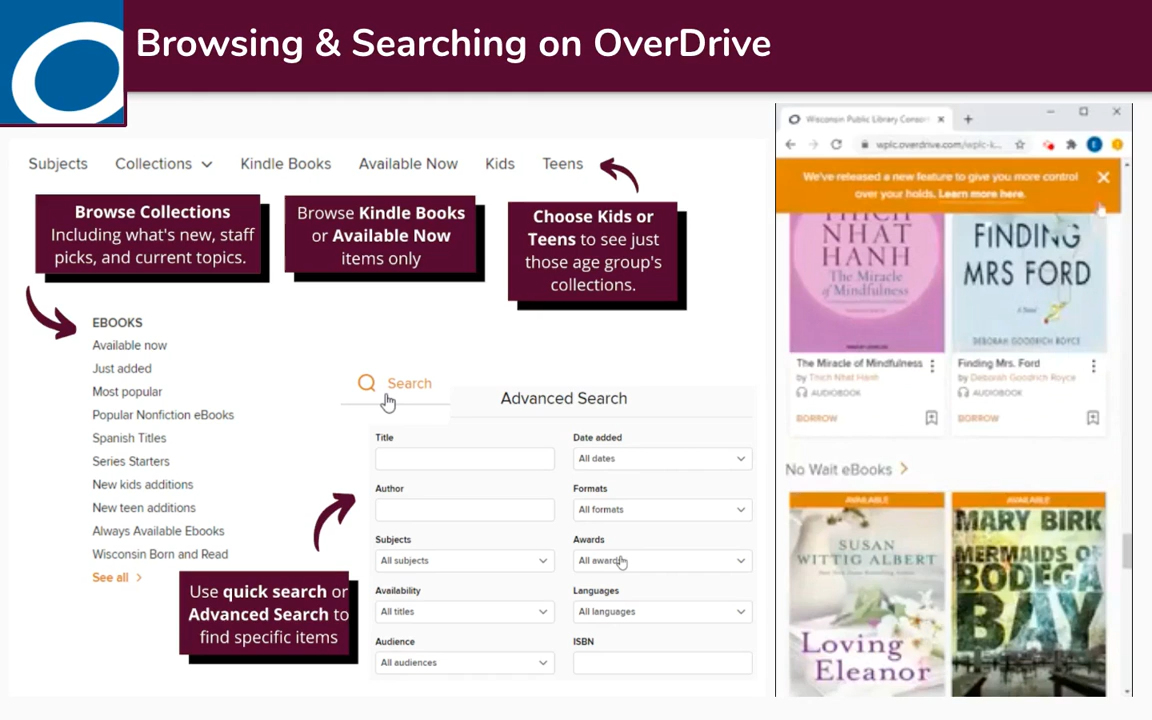 Browsing & Searching on OverDrive
Subjects Collections Kindle Books Available Now Kids Teens
Browse Collections
Including what's new, staff
picks, and current topics.
Browse Kindle Books
or Available Now
items only
Choose Kids or
Teens to see just
those age group's
collections.
EBOOKS
Available now
Just added
Most popular
Popular Nonfiction eBooks
Spanish Titles
Series Starters
New kids additions
New teen additions
Always Available Ebooks
Wisconsin Born and Read
See all
Use quick search or
Advanced Search to
find specific items
Search
Advanced Search
Title
Date added
All dates
Author
Formats
All formats
Subjects
All subjects
Awards
All awards
Availability
All titles
Languages
All languages
Audience
All audiences
ISBN
Wisconsin Public Library Consor
wplc.overdrive.com/wplc-k...
We've released a new feature to give you more control
over your holds. Learn more here.
THICH
NHAT
HANH
The Miracle
of Mindfulness
FINDING
MRS FORD
A Novel
DEBORAH GOODRICH ROYCE
The Miracle of Mindfulness
by Thich Nhat Hanh
AUDIOBOOK
BORROW
Finding Mrs. Ford
by Deborah Goodrich Royce
AUDIOBOOK
BORROW
No Wait eBooks
AVAILABLE
SUSAN
WITTIG ALBERT
Loving
Eleanor
AVAILABLE
MARY BIRK
MERMAIDS OF
BODEGA
BAY